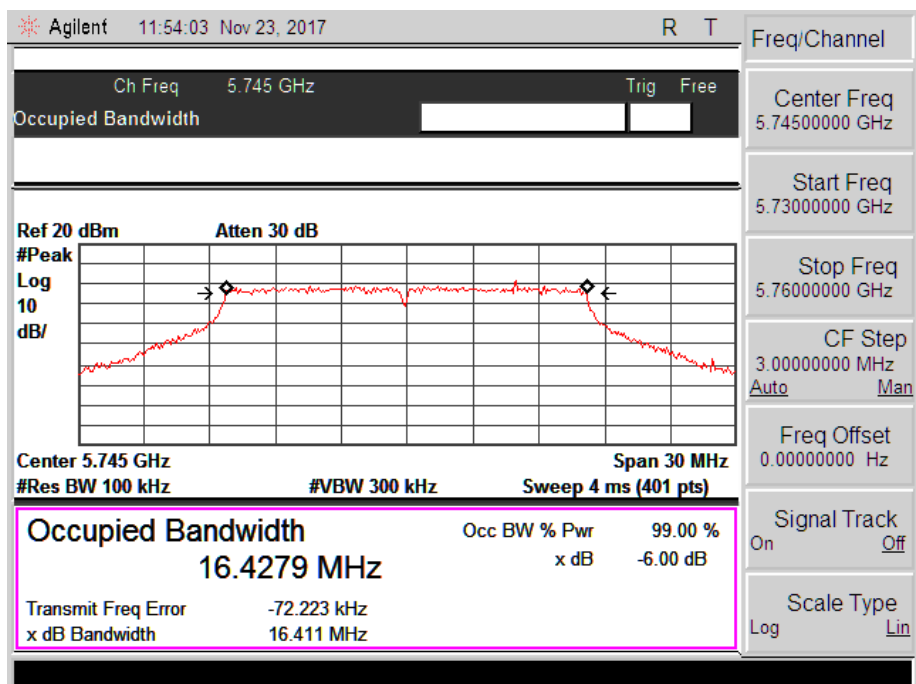 Agilent 11:54:03 Nov 23, 2017 R T
Ch Freq 5.745 GHz Trig Free
Occupied Bandwidth
Ref 20 dBm Atten 30 dB
#Peak
Log
10
dB/
Center 5.745 GHz Span 30 MHz
#Res BW 100 kHz #VBW 300 kHz Sweep 4 ms (401 pts)
Occupied Bandwidth Occ BW % Pwr 99.00 %
16.4279 MHz x dB -6.00 dB
Transmit Freq Error -72.223 kHz
x dB Bandwidth 16.411 MHz
Freq/Channel
Center Freq
5.74500000 GHz
Start Freq
5.73000000 GHz
Stop Freq
5.76000000 GHz
CF Step
3.00000000 MHz
Auto Man
Freq Offset
0.00000000 Hz
Signal Track
On Off
Scale Type
Log Lin